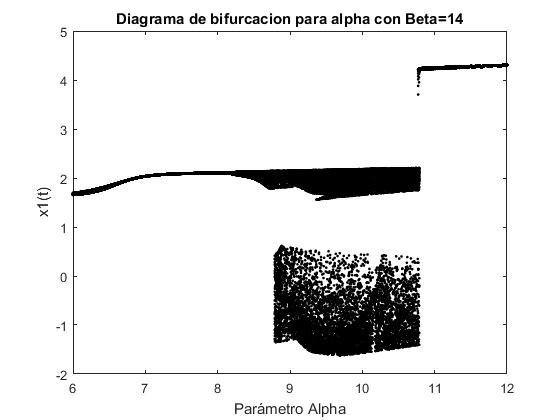 Diagrama de bifurcacion para alpha con Beta=14
5
4
3
2
1
0
-1
-2
x1(t)
6 7 8 9 10 11 12
Parámetro Alpha